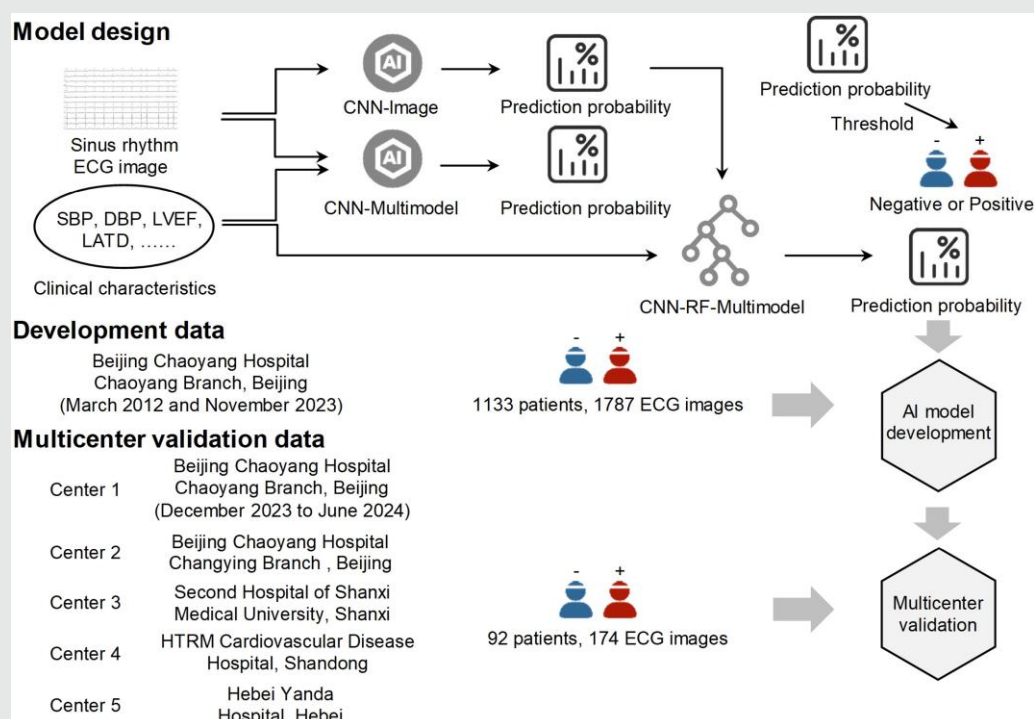 Model design
AI
CNN-Image
%
Prediction probability
%
Prediction probability
Threshold
- +
Negative or Positive
Sinus rhythm
ECG image
AI
CNN-Multimodel
%
Prediction probability
SBP, DBP, LVEF,
LATD, ......
Clinical characteristics
CNN-RF-Multimodel
%
Prediction probability
Development data
Beijing Chaoyang Hospital
Chaoyang Branch, Beijing
(March 2012 and November 2023)
- +
1133 patients, 1787 ECG images
AI model
development
Multicenter validation data
Center 1
Beijing Chaoyang Hospital
Chaoyang Branch, Beijing
(December 2023 to June 2024)
Center 2
Beijing Chaoyang Hospital
Changying Branch , Beijing
Center 3
Second Hospital of Shanxi
Medical University, Shanxi
Center 4
HTRM Cardiovascular Disease
Hospital, Shandong
Center 5
Hebei Yanda
Hospital, Hebei
- +
92 patients, 174 ECG images
Multicenter
validation